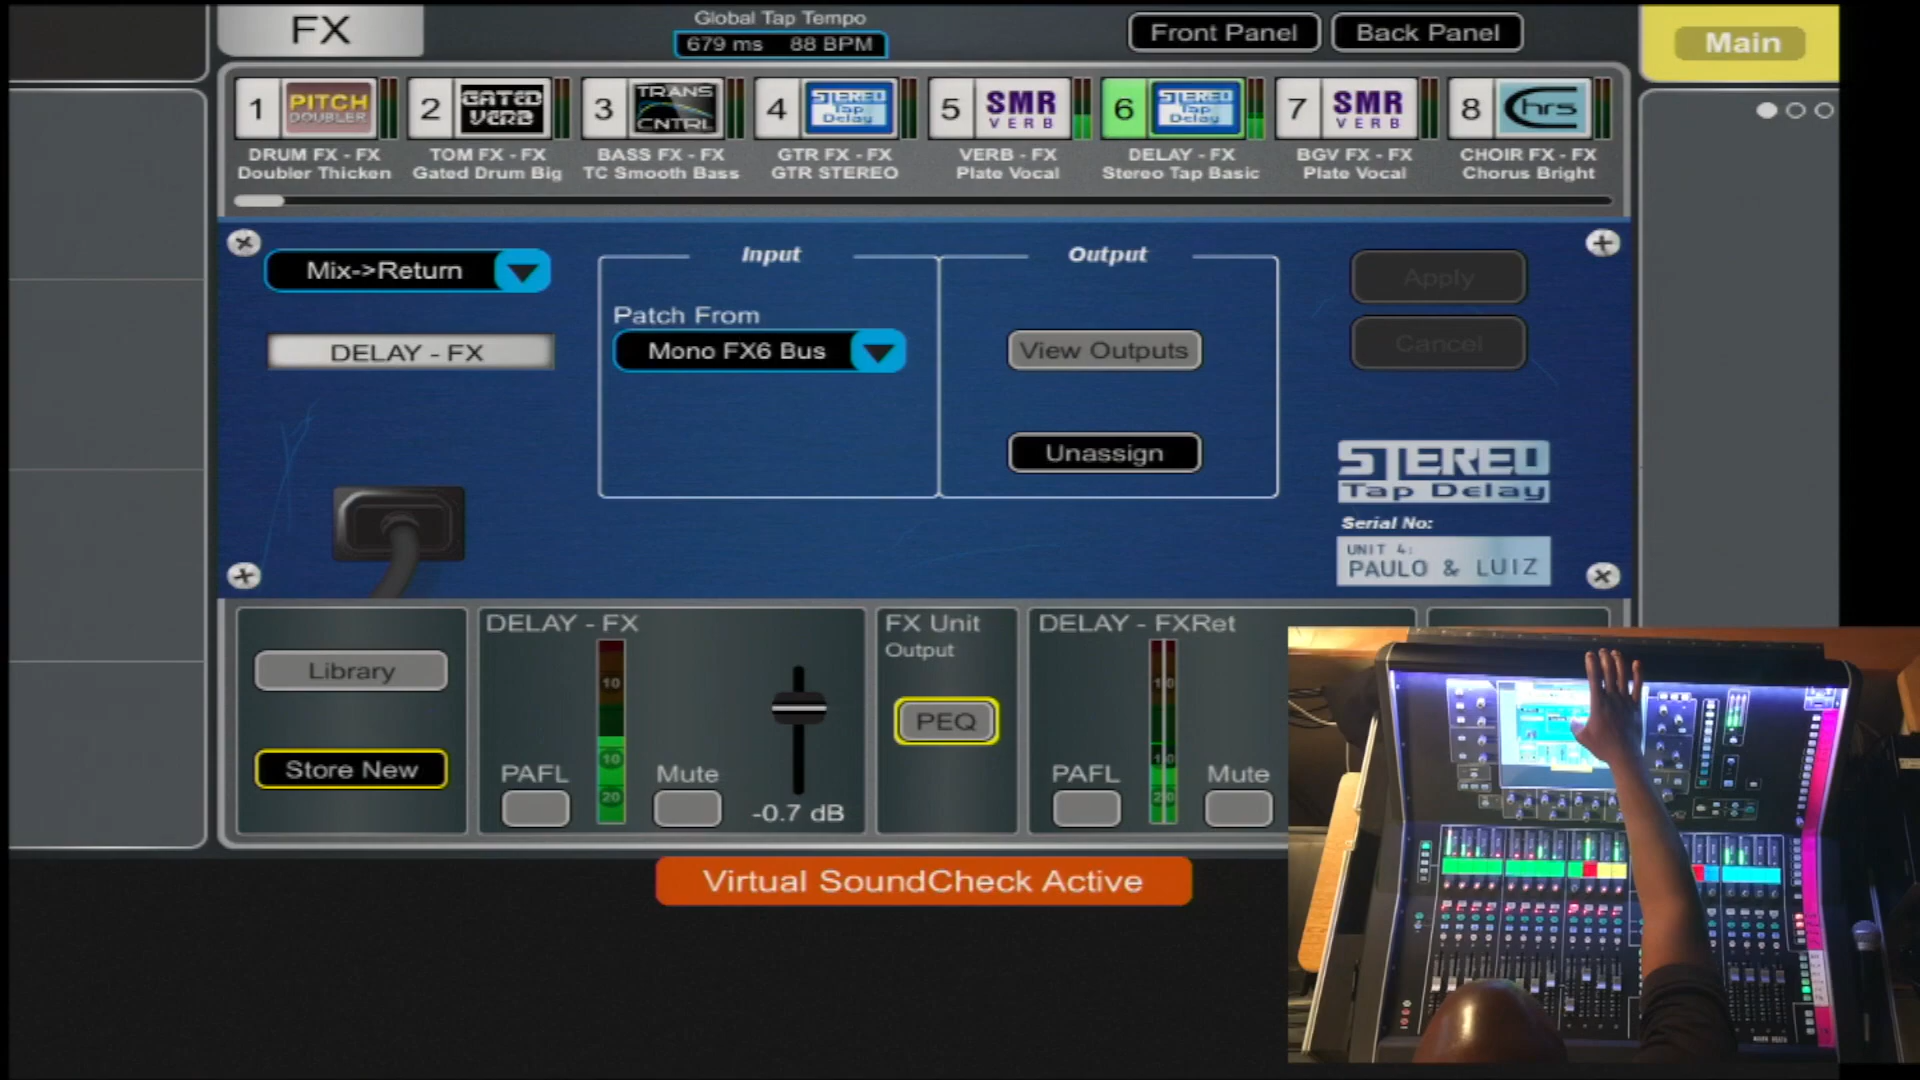 FX
Global Tap Tempo
679 ms 88 BPM
Front Panel
Back Panel
Main
1 PITCH DOUBLER
2 GATED VERB
3 TRANS CNTRL
4 STEREO Tap Delay
5 SMR VERB
6 STEREO Tap Delay
7 SMR VERB
8 Chrs
DRUM FX - FX
Doubler Thicken
TOM FX - FX
Gated Drum Big
BASS FX - FX
TC Smooth Bass
GTR FX - FX
GTR STEREO
VERB - FX
Plate Vocal
DELAY - FX
Stereo Tap Basic
BGV FX - FX
Plate Vocal
CHOIR FX - FX
Chorus Bright
Mix->Return
DELAY - FX
Input
Patch From
Mono FX6 Bus
Output
View Outputs
Unassign
Apply
Cancel
STEREO
Tap Delay
Serial No:
UNIT 4:
PAULO & LUIZ
Library
Store New
DELAY - FX
10
10
20
PAFL
Mute
-0.7 dB
FX Unit
Output
PEQ
DELAY - FXRet
10
10
20
PAFL
Mute
Virtual SoundCheck Active